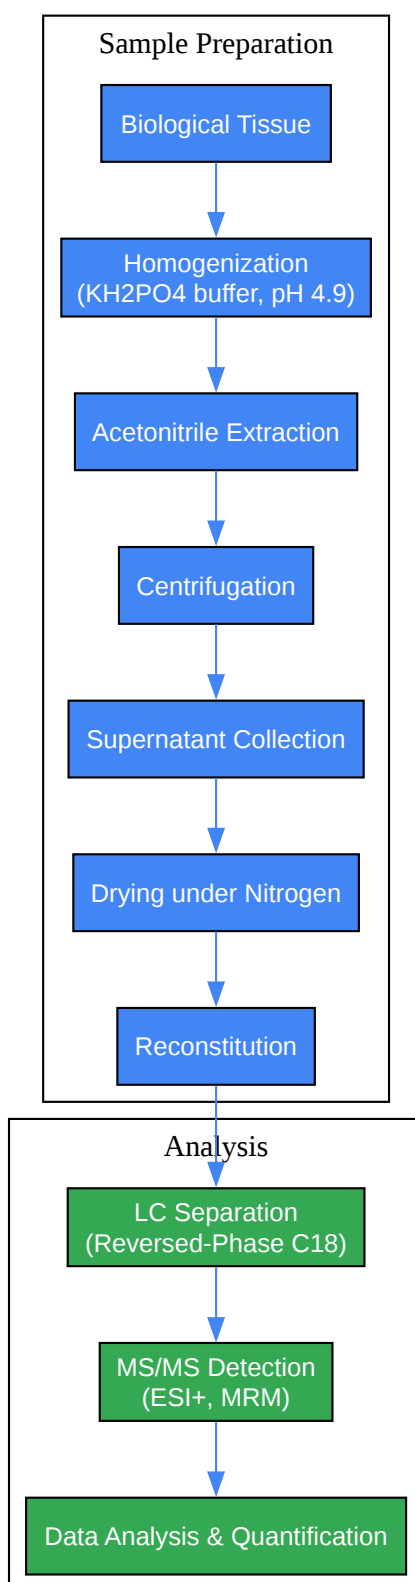 Sample Preparation
Biological Tissue
Homogenization
(KH2PO4 buffer, pH 4.9)
Acetonitrile Extraction
Centrifugation
Supernatant Collection
Drying under Nitrogen
Reconstitution
Analysis
LC Separation
(Reversed-Phase C18)
MS/MS Detection
(ESI+, MRM)
Data Analysis & Quantification